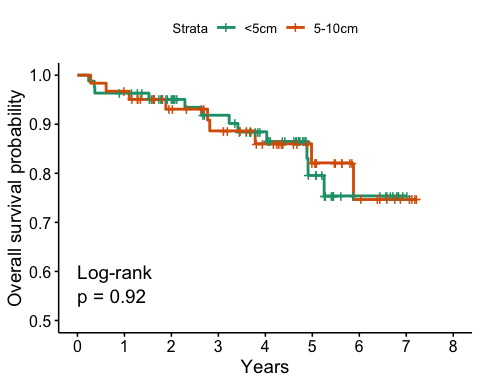 Strata <5cm 5-10cm
Overall survival probability
1.0
0.9
0.8
0.7
0.6
0.5
Log-rank
p = 0.92
0 1 2 3 4 5 6 7 8
Years